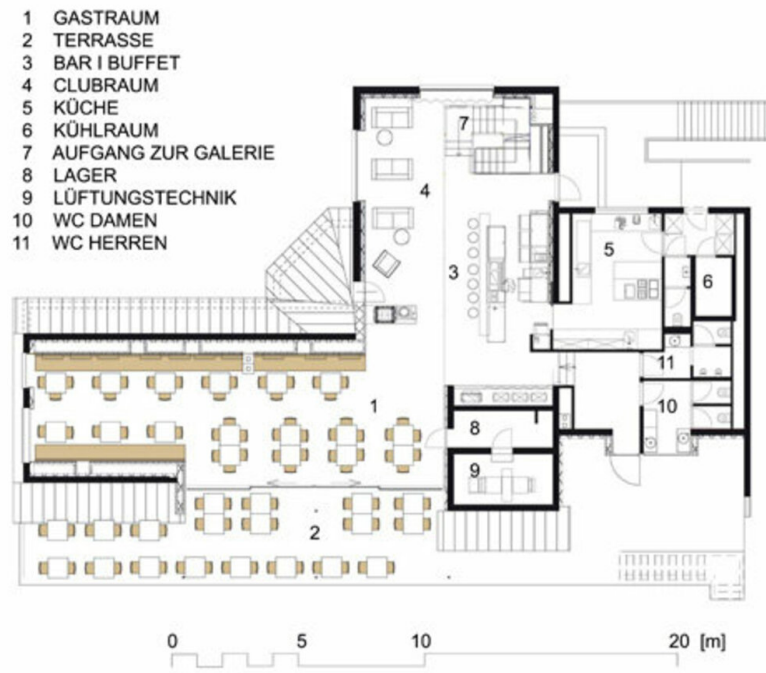 1 GASTRAUM
2 TERRASSE
3 BAR I BUFFET
4 CLUBRAUM
5 KÜCHE
6 KÜHLRAUM
7 AUFGANG ZUR GALERIE
8 LAGER
9 LÜFTUNGSTECHNIK
10 WC DAMEN
11 WC HERREN
7
4
5
3
6
11
1
10
8
9
2
0 5 10 20 [m]